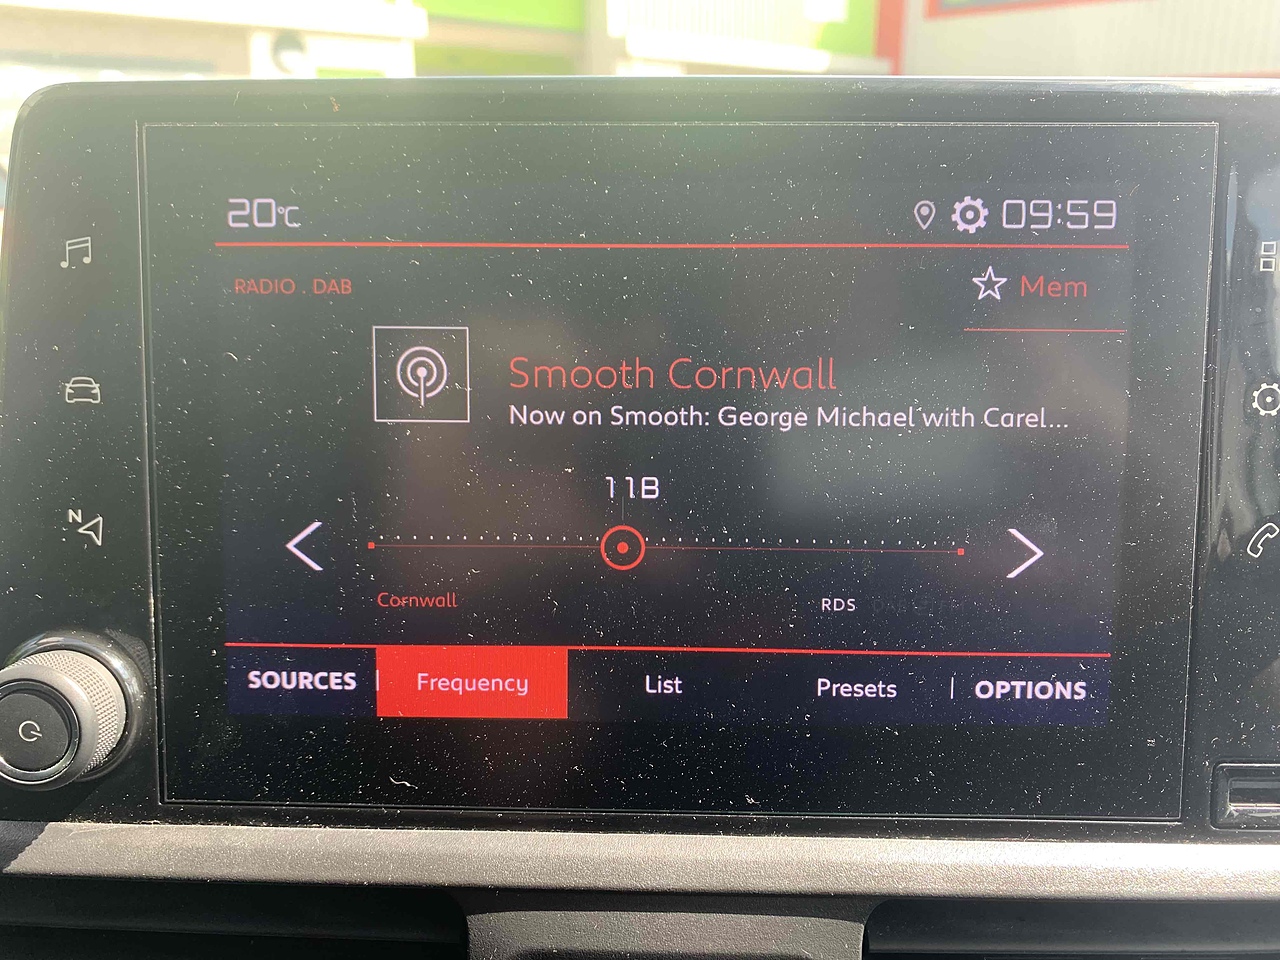 20°C 09:59
RADIO . DAB
Mem
Smooth Cornwall
Now on Smooth: George Michael with Carel...
11B
N
Cornwall
RDS
SOURCES | Frequency List Presets | OPTIONS